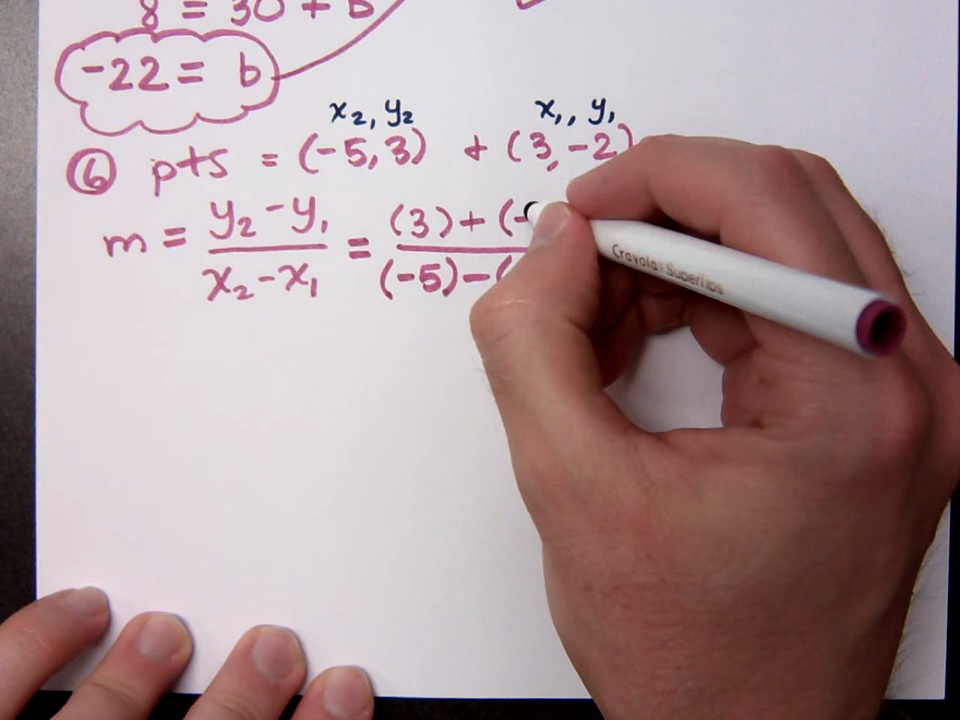 8 = 30 + b
-22 = b
x₂, y₂ x₁, y₁
⑥ pts = (-5, 3) + (3, -2)
m = y₂ - y₁ / x₂ - x₁ = (3) + (- / (-5) - (
Crayola SuperTips